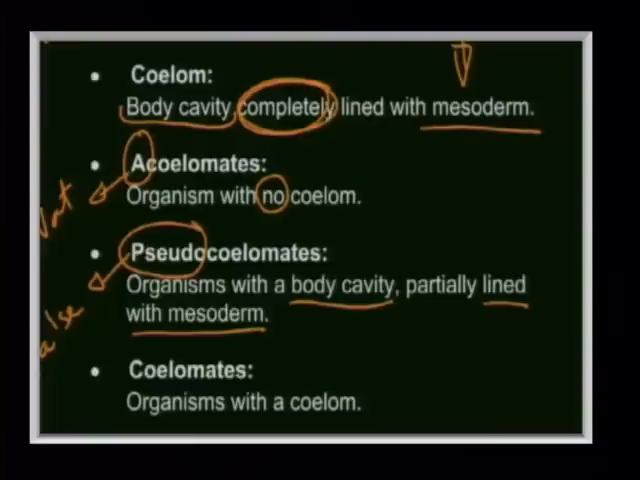 • Coelom:
Body cavity, completely lined with mesoderm.
• Acoelomates:
Organism with no coelom.
• Pseudocoelomates:
Organisms with a body cavity, partially lined
with mesoderm.
• Coelomates:
Organisms with a coelom.